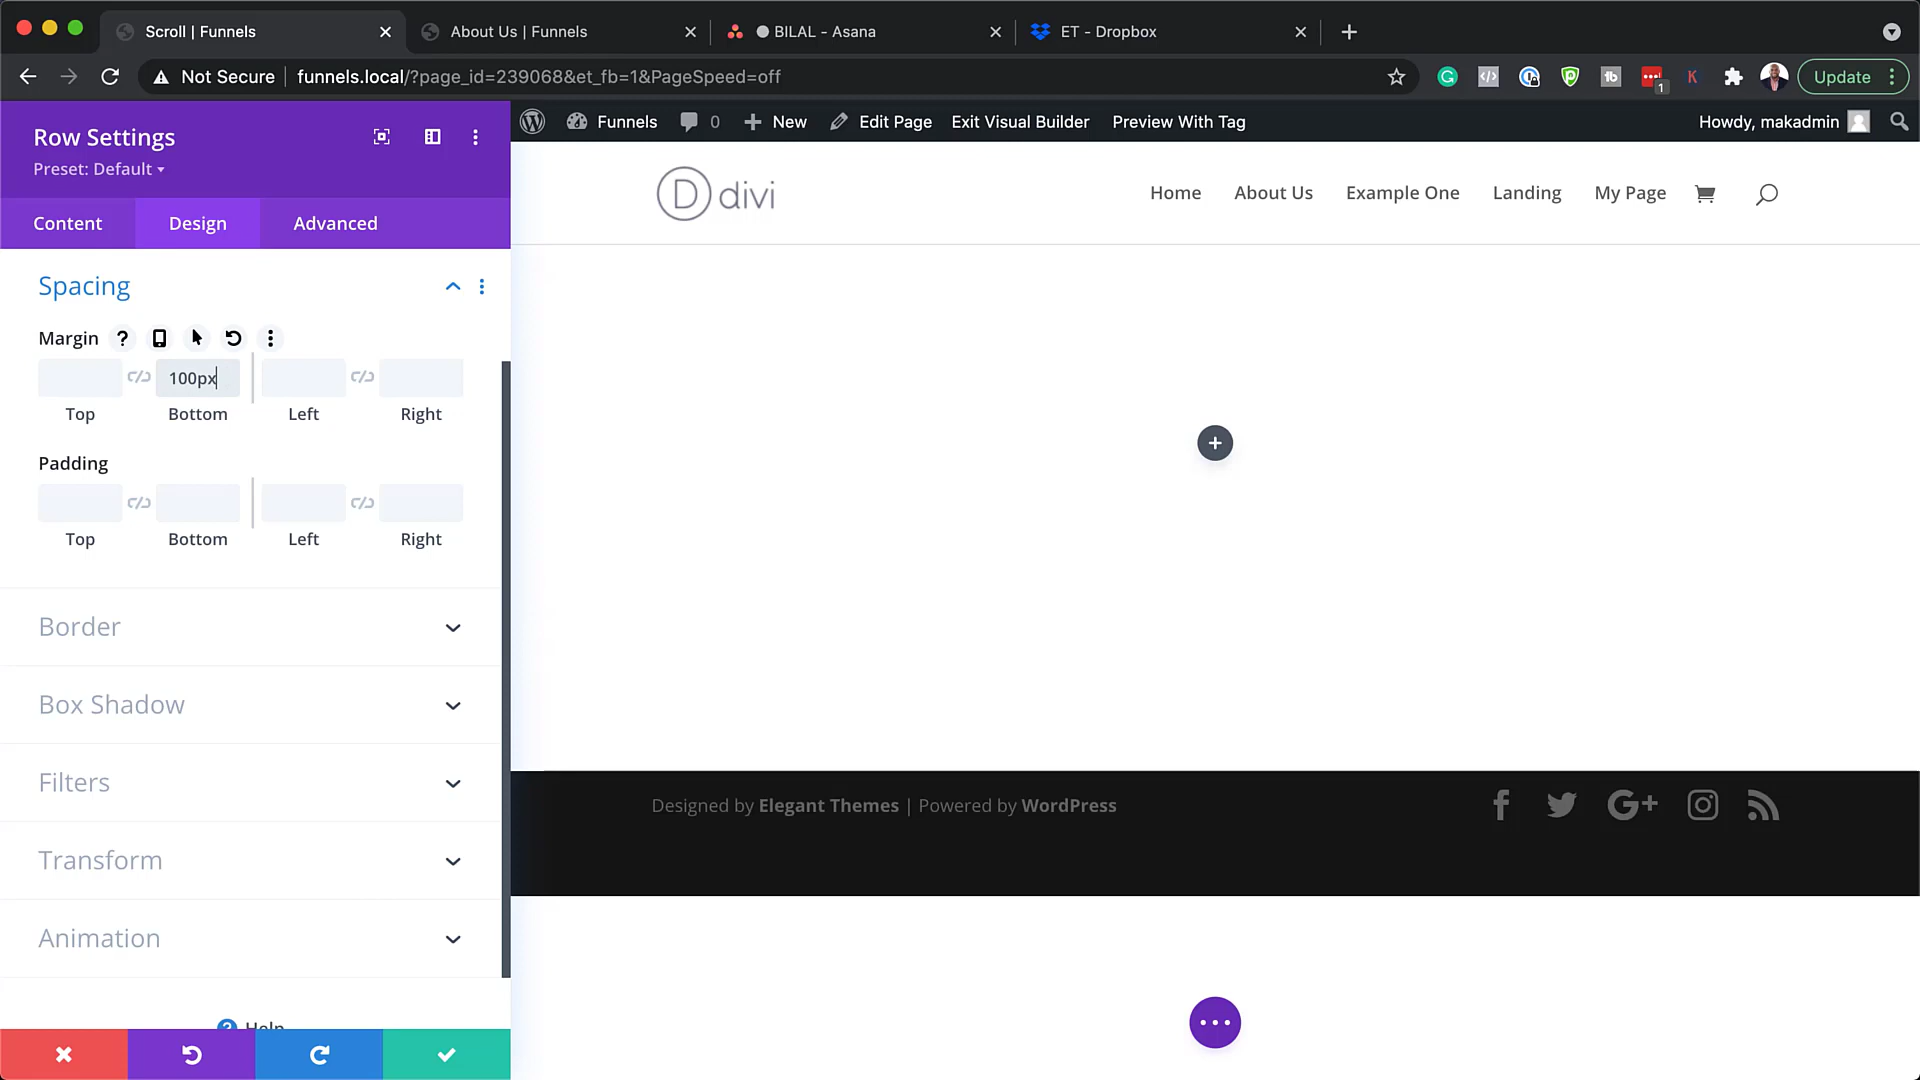 Scroll | Funnels
About Us | Funnels
BILAL - Asana
ET - Dropbox
Not Secure
funnels.local/?page_id=239068&et_fb=1&PageSpeed=off
1
K
Update
Row Settings
Preset: Default
Content
Design
Advanced
Funnels
0
New
Edit Page
Exit Visual Builder
Preview With Tag
Howdy, makadmin
D divi
Home
About Us
Example One
Landing
My Page
Spacing
Margin
100px
Top
Bottom
Left
Right
Padding
Top
Bottom
Left
Right
Border
Box Shadow
Filters
Transform
Animation
Help
Designed by Elegant Themes | Powered by WordPress